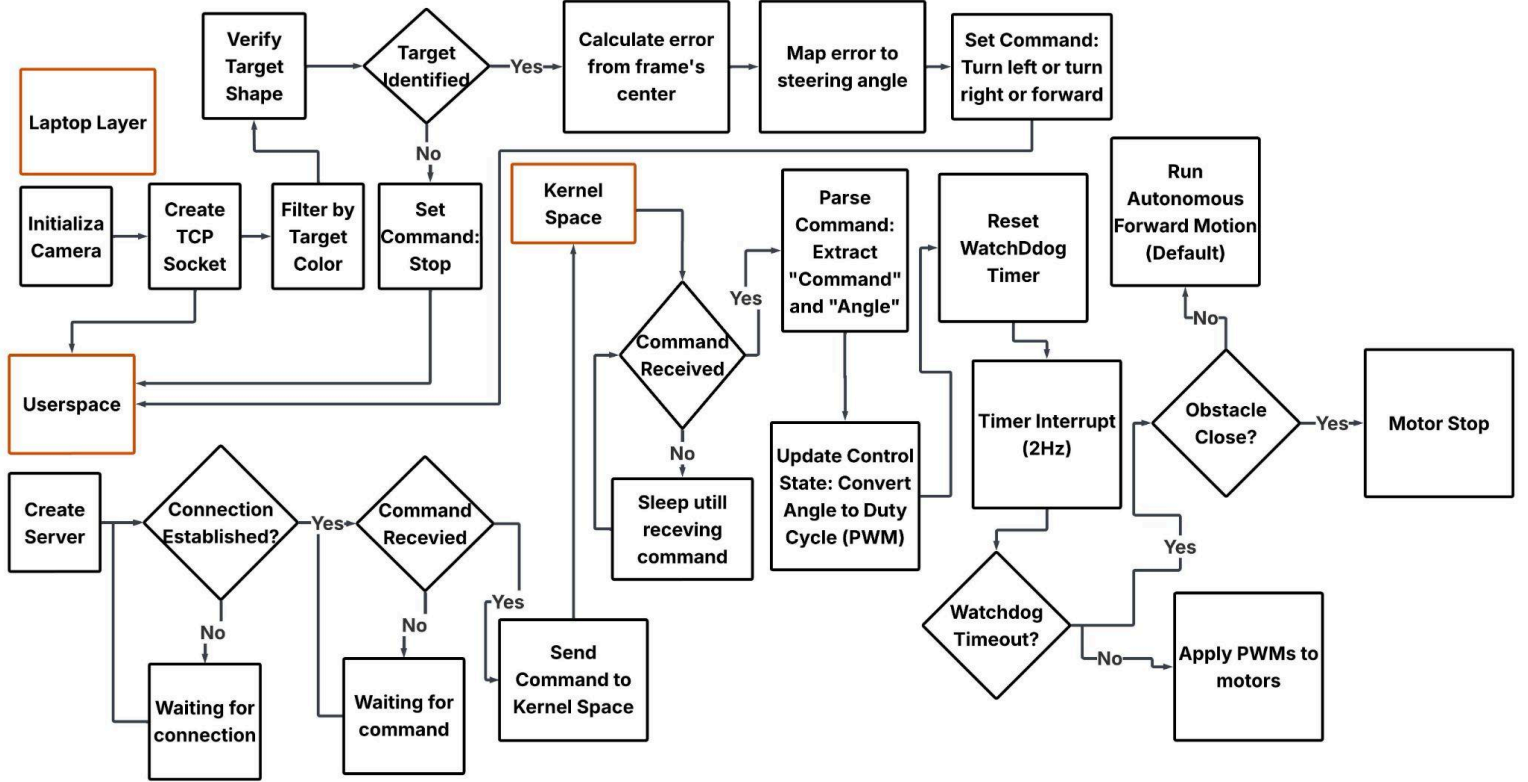 Laptop Layer
Initializa
Camera
Create
TCP
Socket
Filter by
Target
Color
Verify
Target
Shape
Target
Identified
Yes
Calculate error
from frame's
center
Map error to
steering angle
Set Command:
Turn left or turn
right or forward
No
Set
Command:
Stop
Userspace
Create
Server
Connection
Established?
No
Waiting for
connection
Yes
Command
Recevied
No
Waiting for
command
Yes
Send
Command to
Kernel Space
Kernel
Space
Command
Received
No
Sleep utill
receving
command
Yes
Parse
Command:
Extract
"Command"
and "Angle"
Update Control
State: Convert
Angle to Duty
Cycle (PWM)
Reset
WatchDdog
Timer
Timer Interrupt
(2Hz)
Watchdog
Timeout?
No
Apply PWMs to
motors
Yes
Obstacle
Close?
No
Run
Autonomous
Forward Motion
(Default)
Yes
Motor Stop